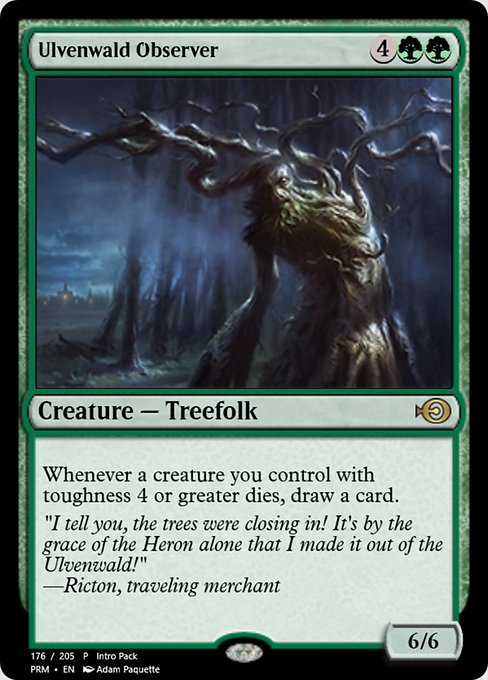 Ulvenwald Observer 4
Creature — Treefolk
Whenever a creature you control with
toughness 4 or greater dies, draw a card.
"I tell you, the trees were closing in! It's by the
grace of the Heron alone that I made it out of the
Ulvenwald!"
—Ricton, traveling merchant
6/6
176 / 205 P Intro Pack
PRM • EN Adam Paquette